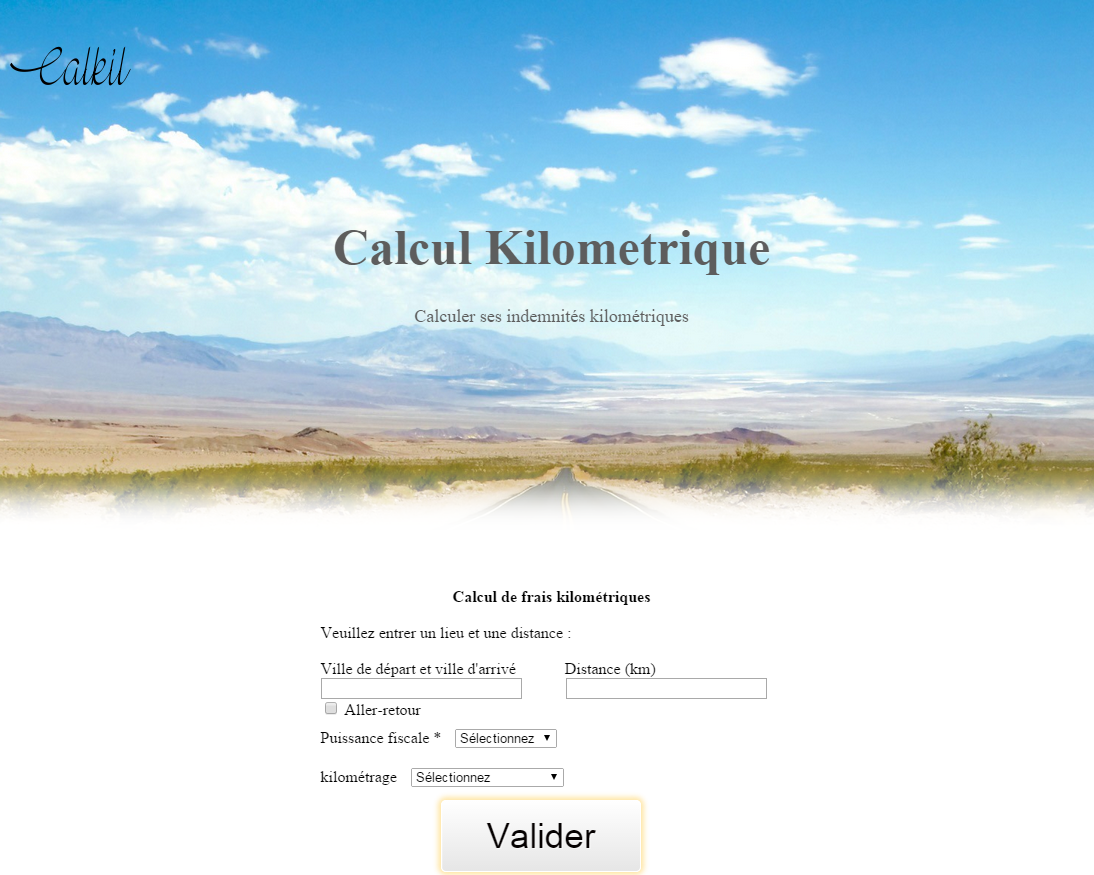 Calkil
Calcul Kilometrique
Calculer ses indemnités kilométriques
Calcul de frais kilométriques
Veuillez entrer un lieu et une distance :
Ville de départ et ville d'arrivé Distance (km)
Aller-retour
Puissance fiscale * Sélectionnez
kilométrage Sélectionnez
Valider